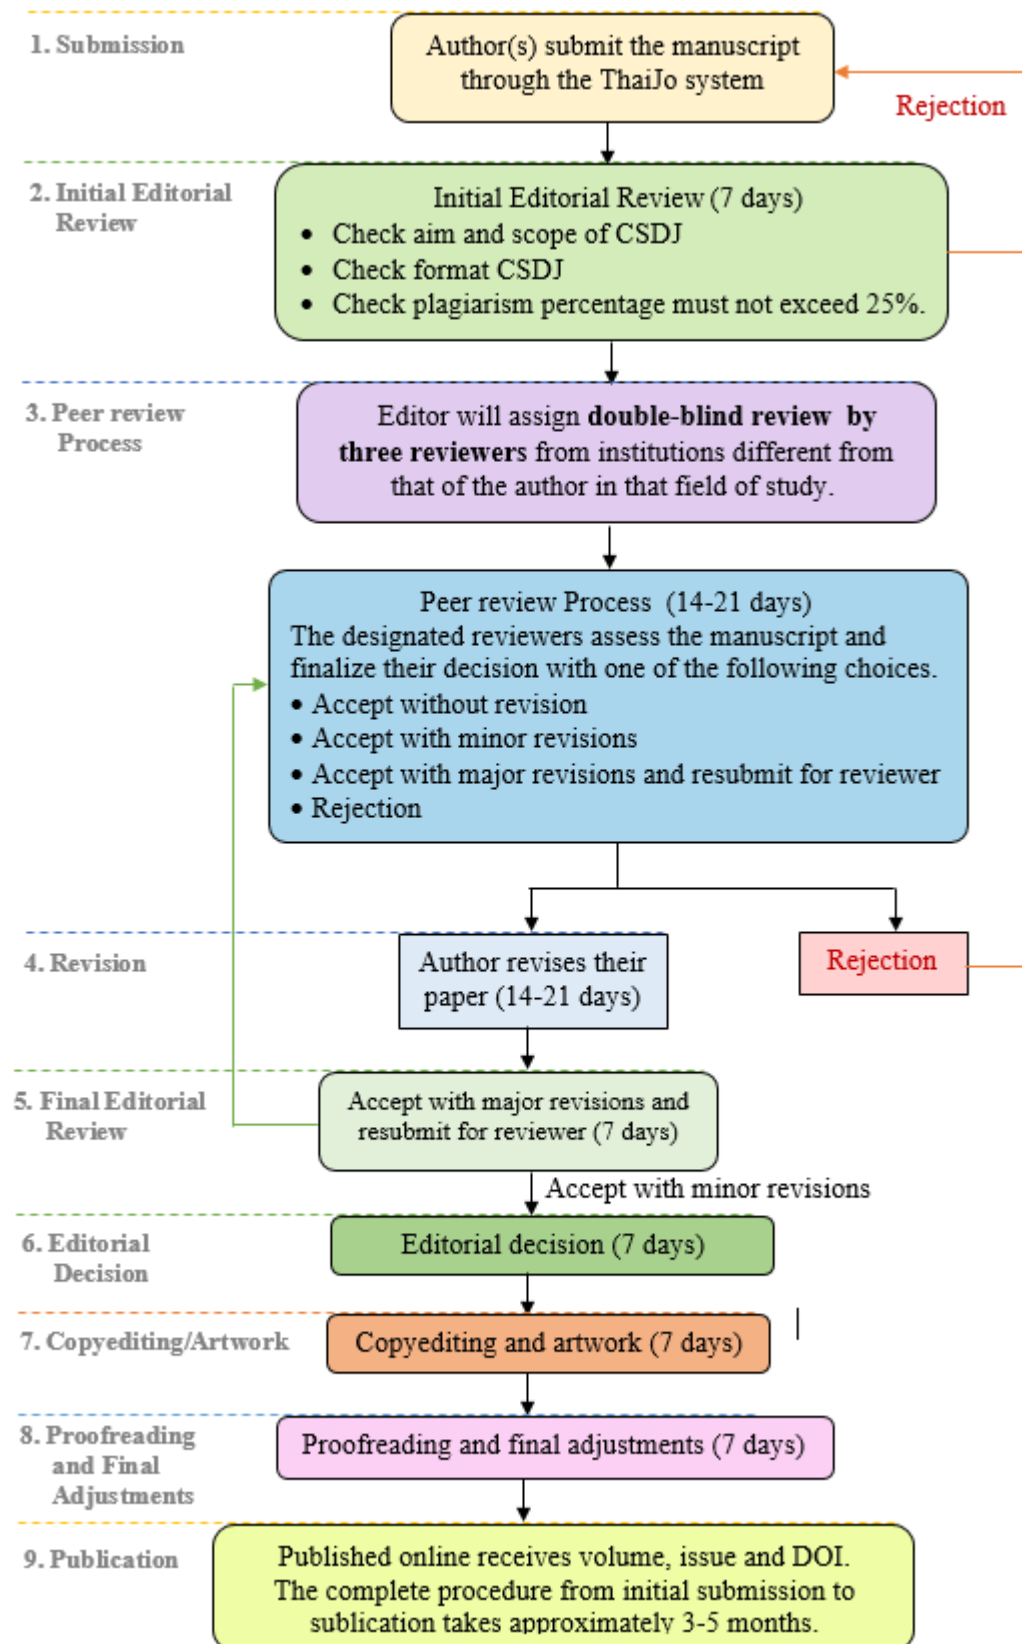 1. Submission
Author(s) submit the manuscript
through the ThaiJo system
Rejection
2. Initial Editorial
Review
Initial Editorial Review (7 days)
• Check aim and scope of CSDJ
• Check format CSDJ
• Check plagiarism percentage must not exceed 25%.
3. Peer review
Process
Editor will assign double-blind review by
three reviewers from institutions different from
that of the author in that field of study.
Peer review Process (14-21 days)
The designated reviewers assess the manuscript and
finalize their decision with one of the following choices.
• Accept without revision
• Accept with minor revisions
• Accept with major revisions and resubmit for reviewer
• Rejection
4. Revision
Author revises their
paper (14-21 days)
Rejection
5. Final Editorial
Review
Accept with major revisions and
resubmit for reviewer (7 days)
Accept with minor revisions
6. Editorial
Decision
Editorial decision (7 days)
7. Copyediting/Artwork
Copyediting and artwork (7 days)
8. Proofreading
and Final
Adjustments
Proofreading and final adjustments (7 days)
9. Publication
Published online receives volume, issue and DOI.
The complete procedure from initial submission to
sublication takes approximately 3-5 months.